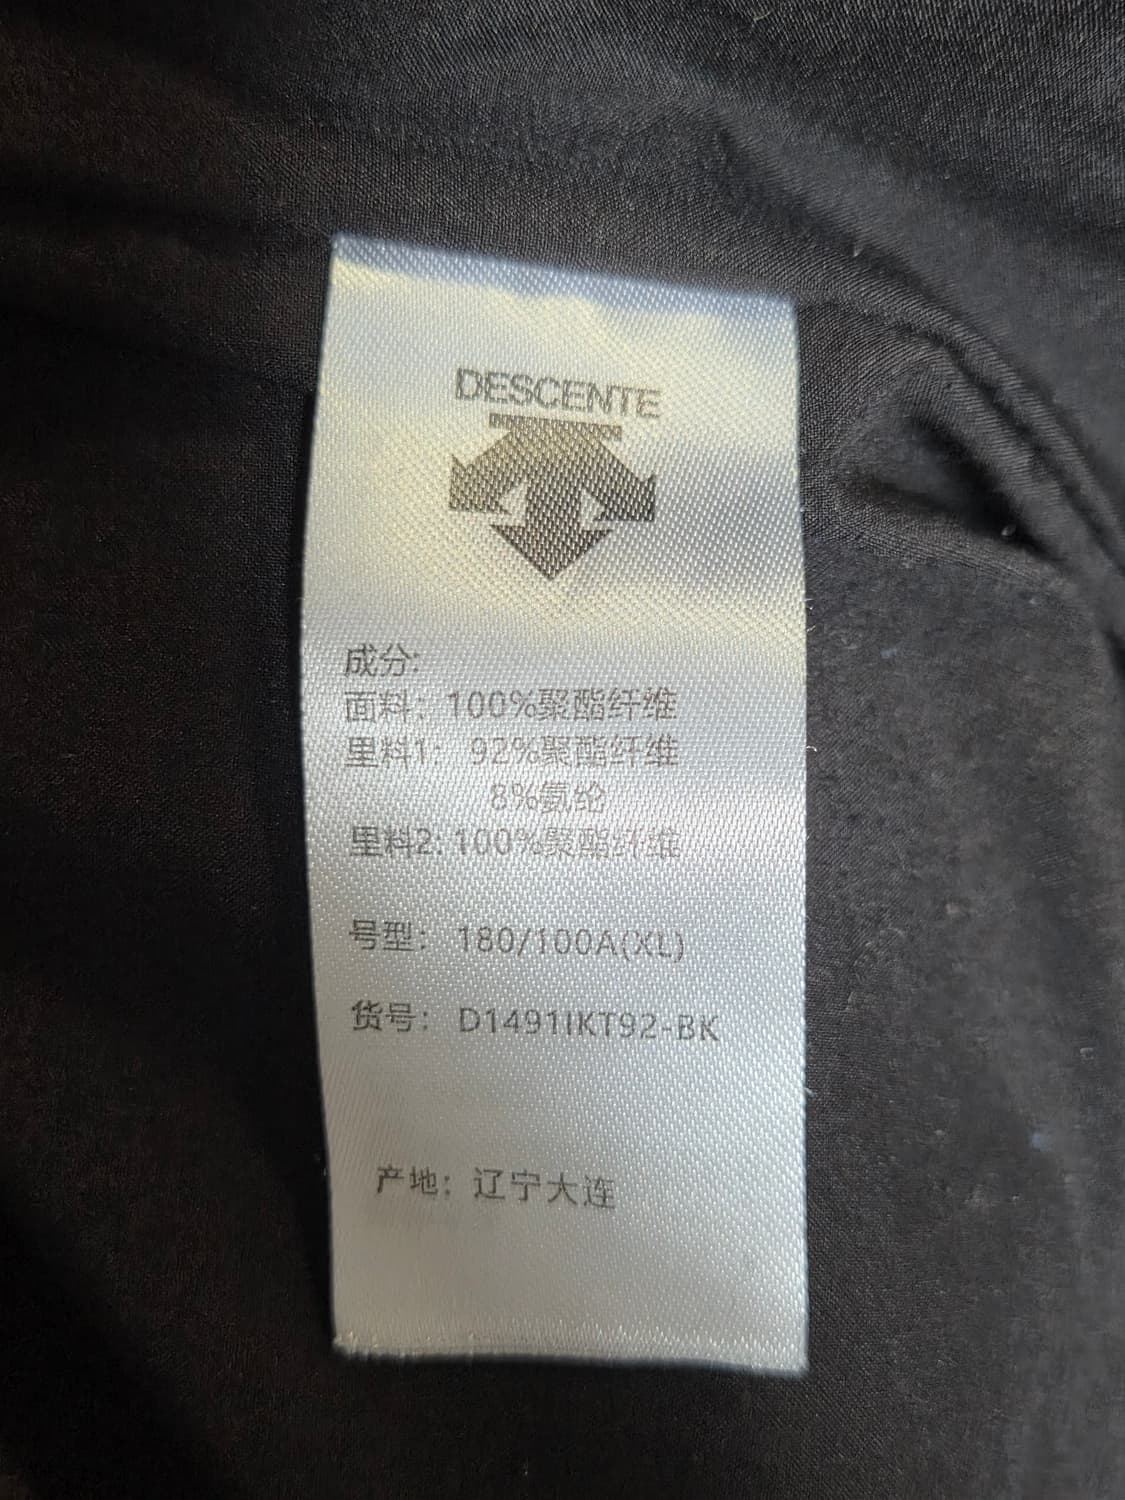 DESCENTE
成分:
面料：100%聚酯纤维
里料1： 92%聚酯纤维
8%氨纶
里料2: 100%聚酯纤维
号型： 180/100A(XL)
货号： D1491IKT92-BK
产地：辽宁大连